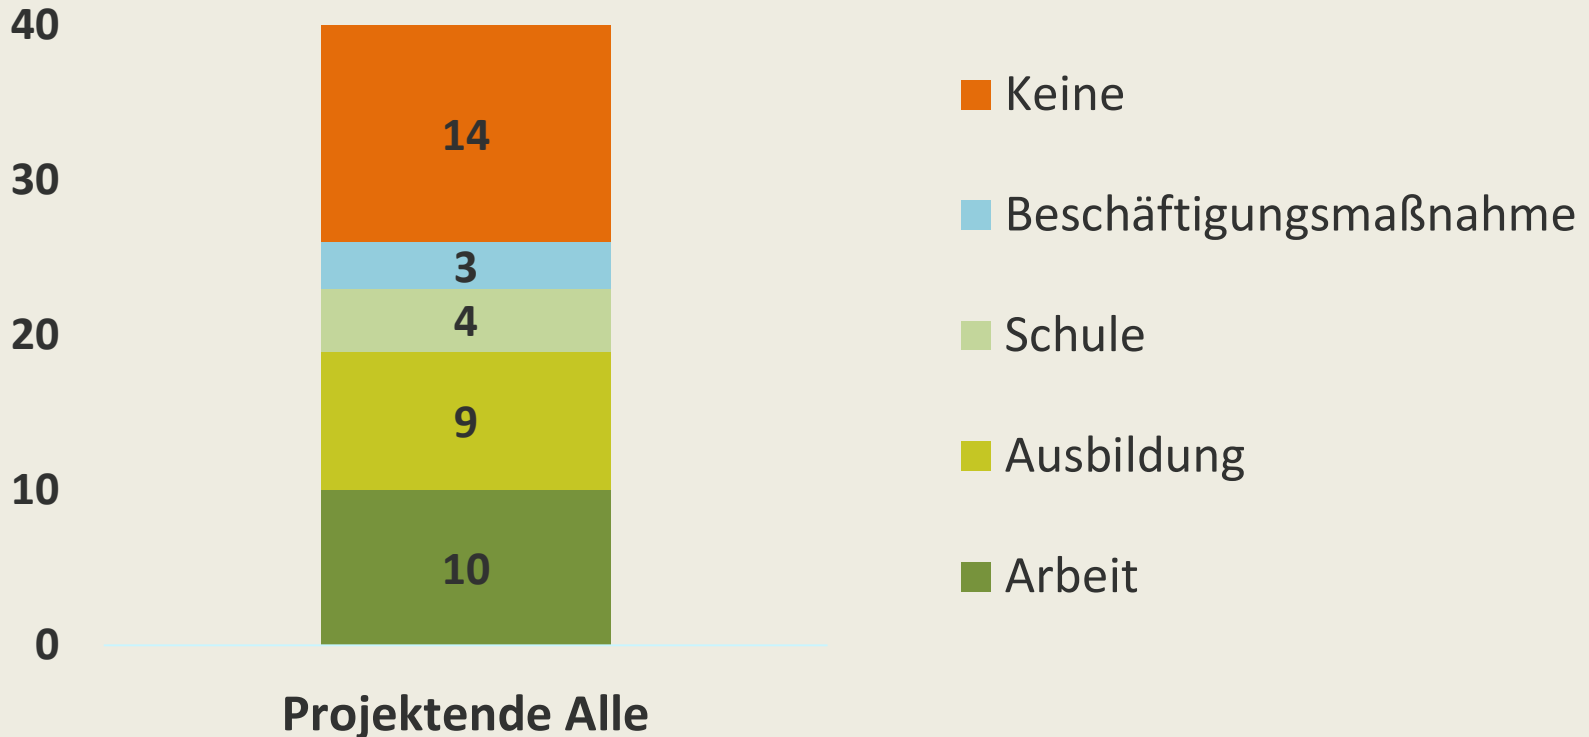 40
30
20
10
0
14
3
4
9
10
Projektende Alle
Keine
Beschäftigungsmaßnahme
Schule
Ausbildung
Arbeit